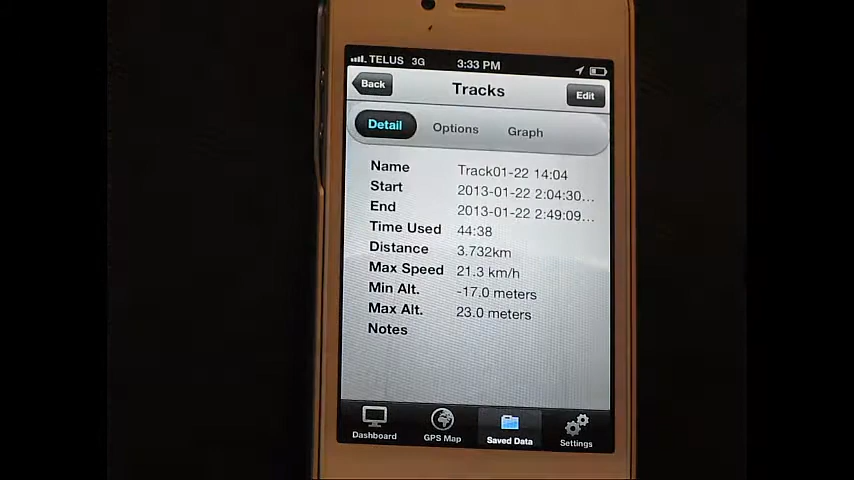 TELUS 3G 3:33 PM
Back Tracks Edit
Detail Options Graph
Name Track01-22 14:04
Start 2013-01-22 2:04:30...
End 2013-01-22 2:49:09...
Time Used 44:38
Distance 3.732km
Max Speed 21.3 km/h
Min Alt. -17.0 meters
Max Alt. 23.0 meters
Notes
Dashboard GPS Map Saved Data Settings